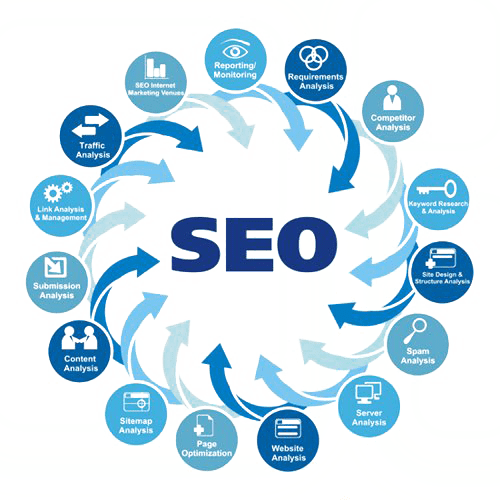 Reporting/
Monitoring
Requirements
Analysis
Competitor
Analysis
Keyword Research
& Analysis
Site Design &
Structure Analysis
Spam
Analysis
Server
Analysis
Website
Analysis
Page
Optimization
Sitemap
Analysis
Content
Analysis
Submission
Analysis
Link Analysis
& Management
Traffic
Analysis
SEO Internet
Marketing Venues
SEO